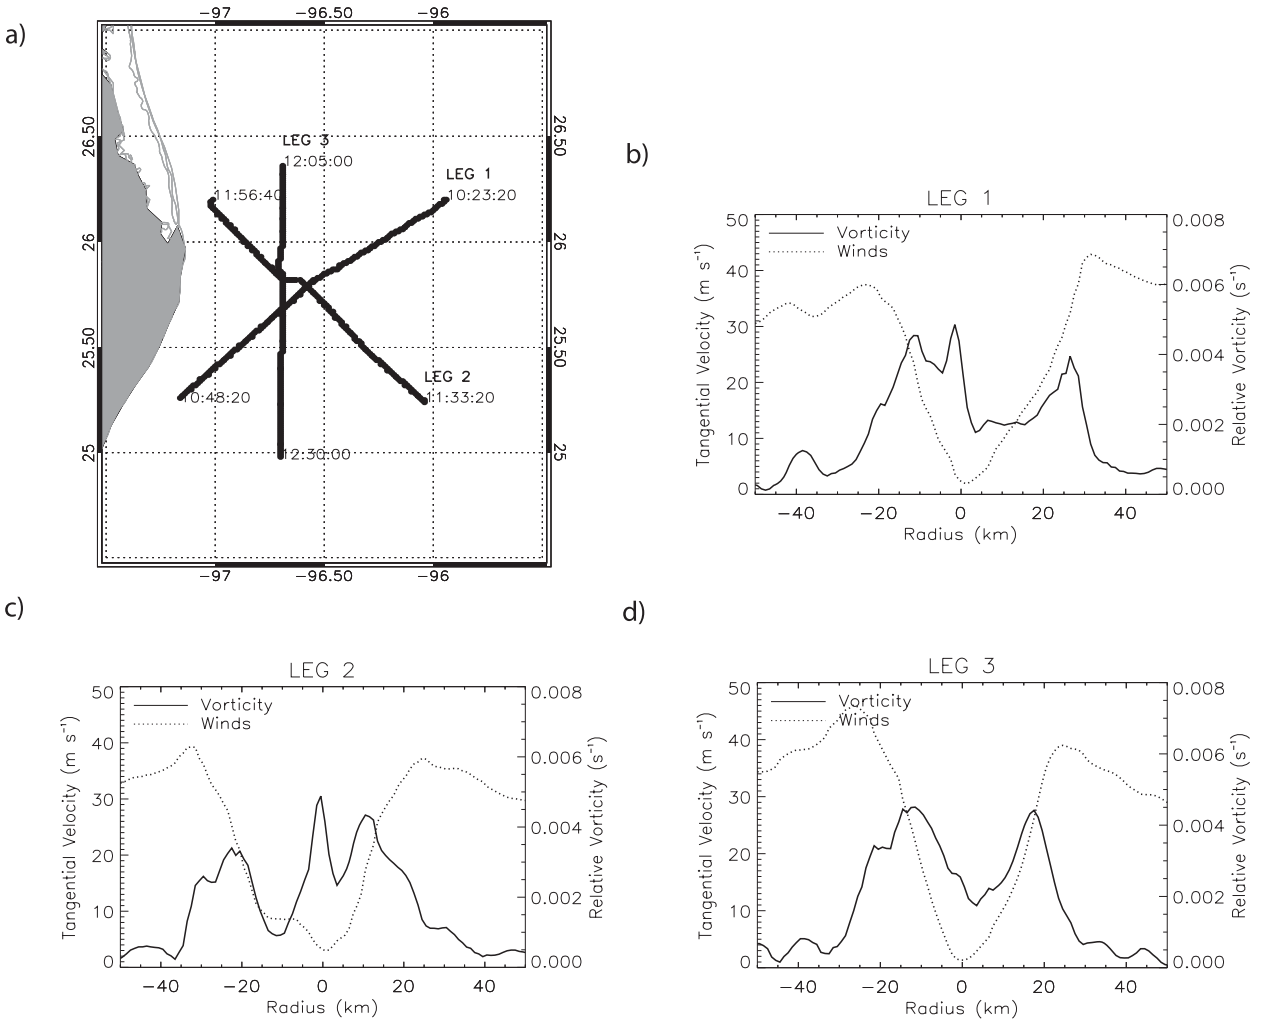 a)
−97 −96.50 −96
26.50 26.50
LEG 3
12:05:00
LEG 1
11:56:40 10:23:20
26 26
25.50 25.50
LEG 2
10:48:20 11:33:20
25 25
12:30:00
−97 −96.50 −96
b)
LEG 1
Vorticity
Winds
50 40 30 20 10 0
Tangential Velocity (m s⁻¹)
0.008 0.006 0.004 0.002 0.000
Relative Vorticity (s⁻¹)
−40 −20 0 20 40
Radius (km)
c)
LEG 2
Vorticity
Winds
50 40 30 20 10 0
Tangential Velocity (m s⁻¹)
0.008 0.006 0.004 0.002 0.000
Relative Vorticity (s⁻¹)
−40 −20 0 20 40
Radius (km)
d)
LEG 3
Vorticity
Winds
50 40 30 20 10 0
Tangential Velocity (m s⁻¹)
0.008 0.006 0.004 0.002 0.000
Relative Vorticity (s⁻¹)
−40 −20 0 20 40
Radius (km)